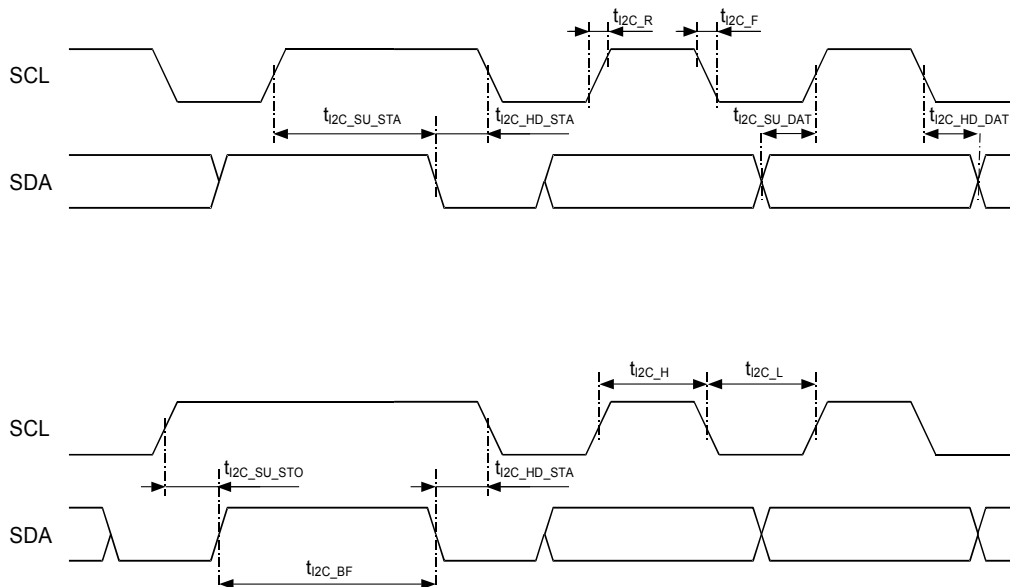 tI2C_R tI2C_F
SCL
tI2C_SU_STA tI2C_HD_STA tI2C_SU_DAT tI2C_HD_DAT
SDA
tI2C_H tI2C_L
SCL
tI2C_SU_STO tI2C_HD_STA
SDA
tI2C_BF